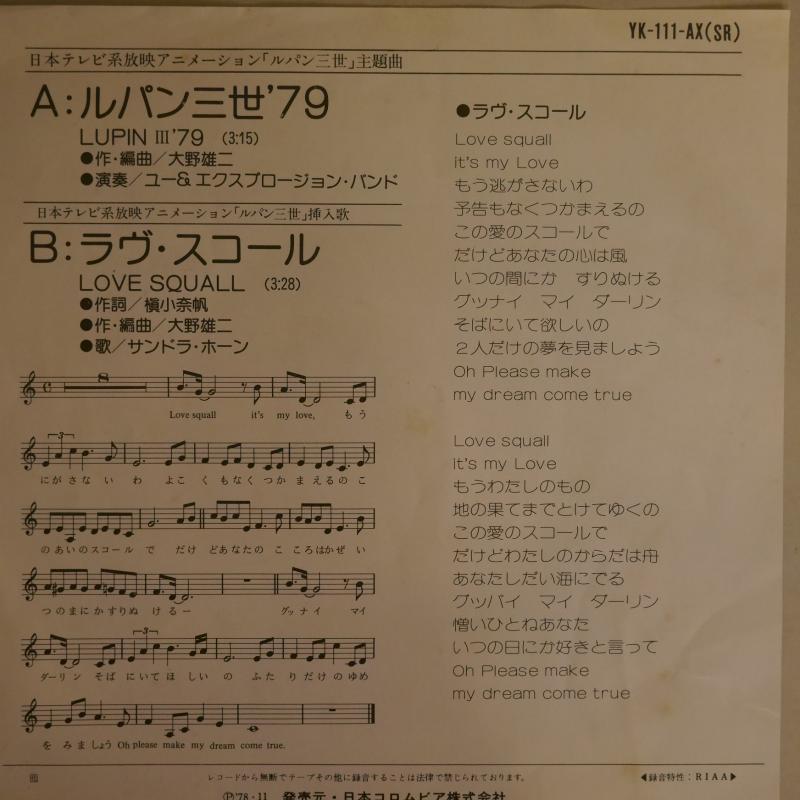 YK-111-AX(SR)
日本テレビ系放映アニメーション「ルパン三世」主題曲
A:ルパン三世'79
LUPIN III '79 (3:15)
●作・編曲／大野雄二
●演奏／ユー&エクスプロージョン・バンド
日本テレビ系放映アニメーション「ルパン三世」挿入歌
B:ラヴ・スコール
LOVE SQUALL (3:28)
●作詞／槇小奈帆
●作・編曲／大野雄二
●歌／サンドラ・ホーン
8
Love squall it's my love, もう
3
にがさない わ よこ くもなく つか まえるの こ
のあいのスコール で だけ どあなたの こ ころはかぜ い
つのまにかすりぬ けるー グッナイ マイ
3
ダーリン そば にいて ほ しい の ふた りだけ のゆめ
を みましょう Oh please make my dream come true.
●ラヴ・スコール
Love squall
it's my Love
もう逃がさないわ
予告もなくつかまえるの
この愛のスコールで
だけどあなたの心は風
いつの間にか すりぬける
グッナイ マイ ダーリン
そばにいて欲しいの
２人だけの夢を見ましょう
Oh Please make
my dream come true
Love squall
it's my Love
もうわたしのもの
地の果てまでとけてゆくの
この愛のスコールで
だけどわたしのからだは舟
あなたしだい海にでる
グッバイ マイ ダーリン
憎いひとねあなた
いつの日にか好きと言って
Oh Please make
my dream come true
レコードから無断でテープその他に録音することは法律で禁じられております。
◀録音特性：RIAA▶
Ⓟ'78・11 発売元・日本コロムビア株式会社